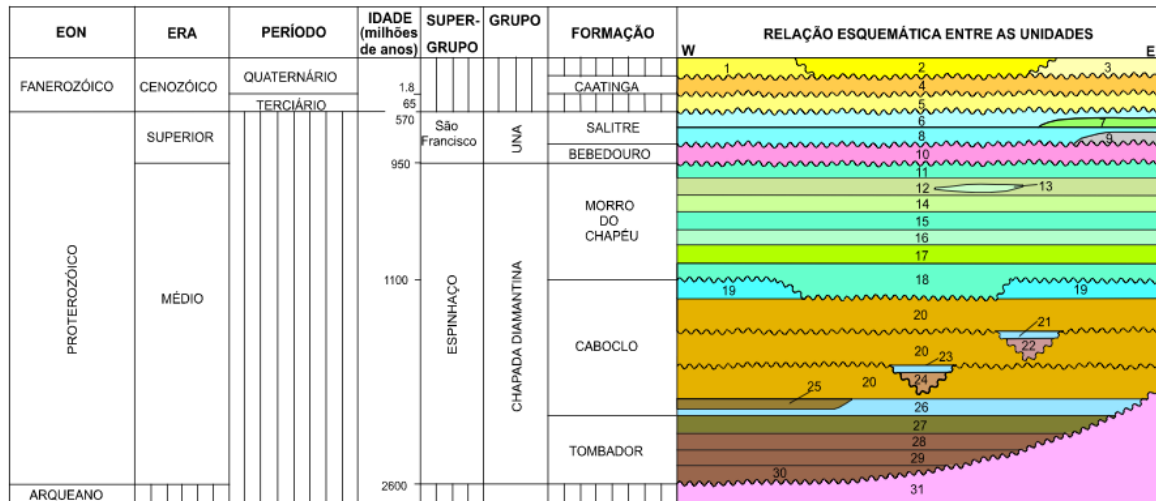 EON
ERA
PERÍODO
IDADE
(milhões
de anos)
SUPER-
GRUPO
GRUPO
FORMAÇÃO
RELAÇÃO ESQUEMÁTICA ENTRE AS UNIDADES
W
E
FANEROZÓICO
CENOZÓICO
QUATERNÁRIO
TERCIÁRIO
1.8
65
570
CAATINGA
PROTEROZÓICO
SUPERIOR
São
Francisco
UNA
SALITRE
BEBEDOURO
950
MÉDIO
ESPINHAÇO
CHAPADA DIAMANTINA
MORRO
DO
CHAPÉU
1100
CABOCLO
TOMBADOR
2600
ARQUEANO
1 2 3
4
5
6 7
8 9
10
11
12 13
14
15
16
17
18
19 19
20
21
20 22
23
24
25 20
26
27
28
29
30
31